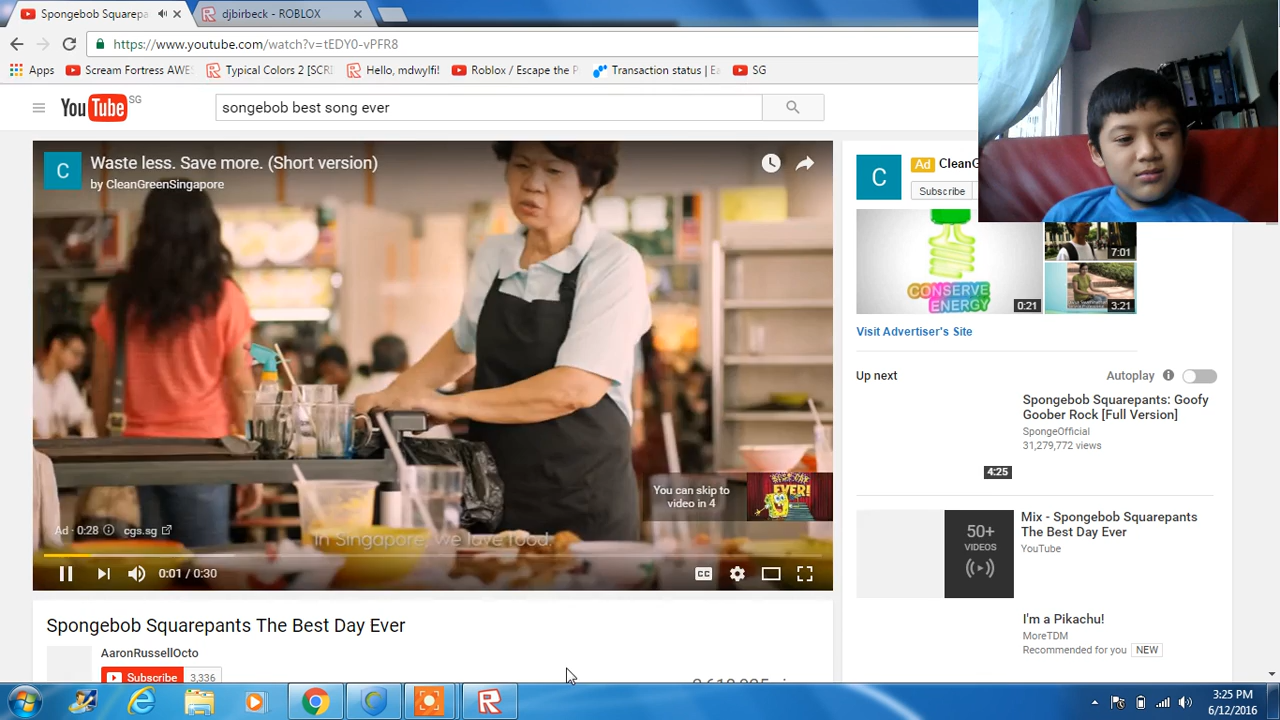 Spongebob Squarepa
djbirbeck - ROBLOX
https://www.youtube.com/watch?v=tEDY0-vPFR8
Apps
Scream Fortress AWE
Typical Colors 2 [SCRI
Hello, mdwylfi!
Roblox / Escape the P
Transaction status | Ea
SG
YouTube SG
songebob best song ever
C
Waste less. Save more. (Short version)
by CleanGreenSingapore
You can skip to
video in 4
BEST DAY
EVER!
Ad · 0:28
cgs.sg
In Singapore, we love food,
0:01 / 0:30
CC
C
Ad CleanG
Subscribe
CONSERVE
ENERGY
0:21
7:01
3:21
Visit Advertiser's Site
Up next
Autoplay
Spongebob Squarepants: Goofy
Goober Rock [Full Version]
SpongeOfficial
31,279,772 views
4:25
50+
VIDEOS
Mix - Spongebob Squarepants
The Best Day Ever
YouTube
I'm a Pikachu!
MoreTDM
Recommended for you NEW
Spongebob Squarepants The Best Day Ever
AaronRussellOcto
Subscribe 3,336
3:25 PM
6/12/2016